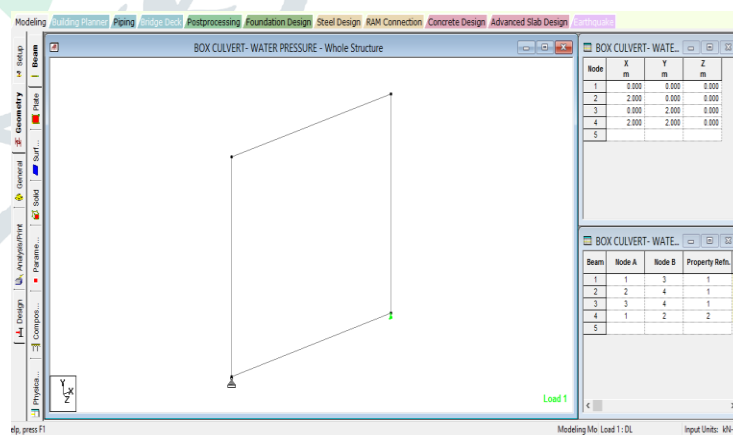 Modeling Building Planner Piping Bridge Deck Postprocessing Foundation Design Steel Design RAM Connection Concrete Design Advanced Slab Design Earthquake
Setup
Geometry
General
Analysis/Print
Design
Beam
Plate
Surf...
Solid
Parame...
Compos...
Physica...
BOX CULVERT- WATER PRESSURE - Whole Structure
Y
X
Z
Load 1
BOX CULVERT- WATE...
Node X m Y m Z m
1 0.000 0.000 0.000
2 2.000 0.000 0.000
3 0.000 2.000 0.000
4 2.000 2.000 0.000
5
BOX CULVERT- WATE...
Beam Node A Node B Property Refn.
1 1 3 1
2 2 4 1
3 3 4 1
4 1 2 2
5
elp, press F1
Modeling Mo Load 1 : DL Input Units: kN-